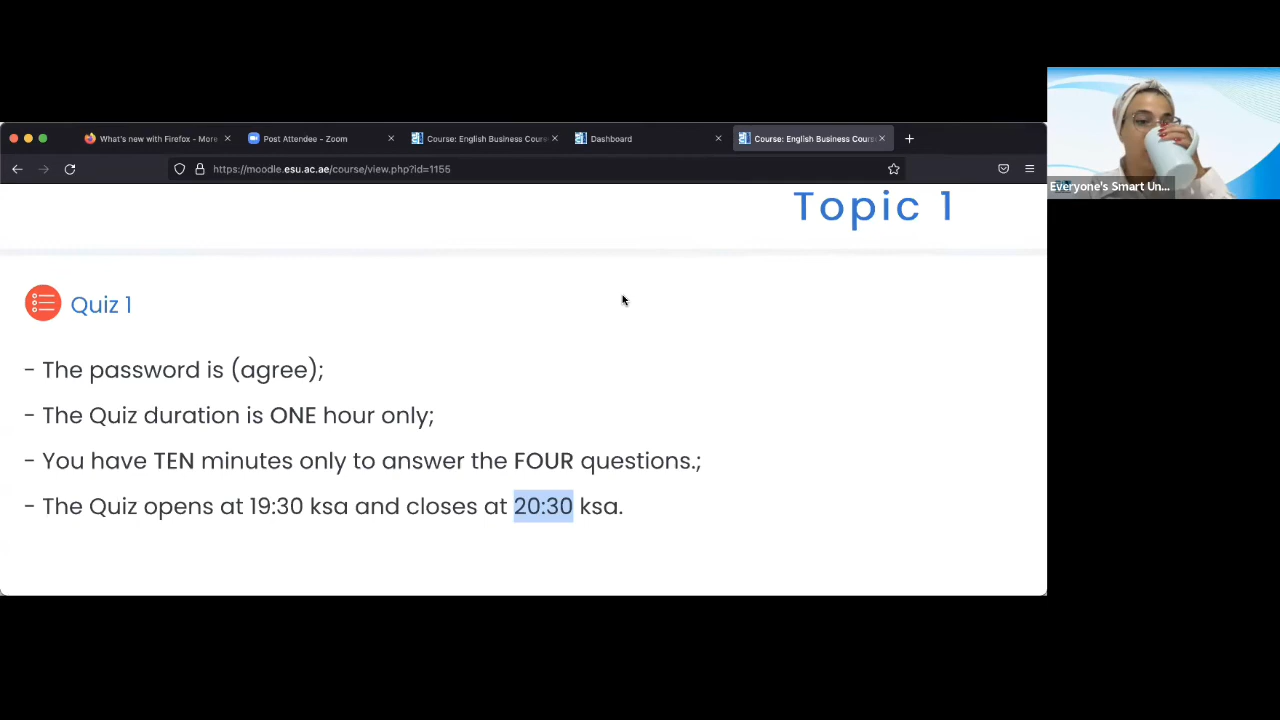 What's new with Firefox - More
Post Attendee - Zoom
Course: English Business Cours
Dashboard
Course: English Business Cours
https://moodle.esu.ac.ae/course/view.php?id=1155
Everyone's Smart Un...
Topic 1
Quiz 1
- The password is (agree);
- The Quiz duration is ONE hour only;
- You have TEN minutes only to answer the FOUR questions.;
- The Quiz opens at 19:30 ksa and closes at 20:30 ksa.